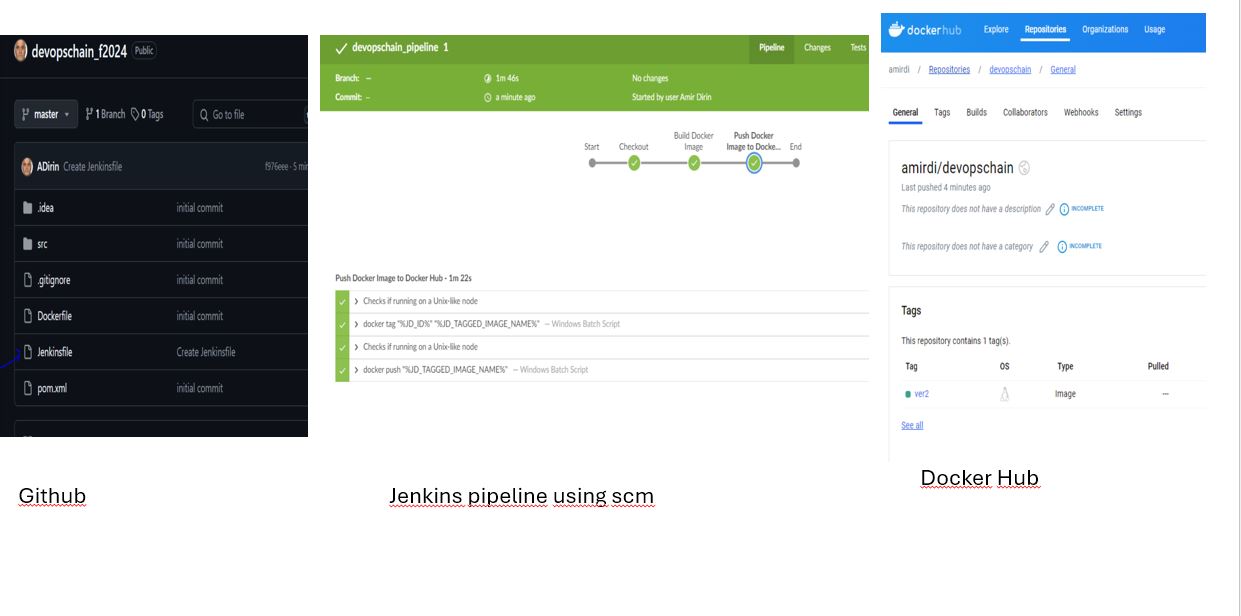 devopschain_f2024 Public
master 1 Branch 0 Tags Go to file
ADirin Create Jenkinsfile f976eee · 5 min
.idea initial commit
src initial commit
.gitignore initial commit
Dockerfile initial commit
Jenkinsfile Create Jenkinsfile
pom.xml initial commit
Github
devopschain_pipeline 1 Pipeline Changes Tests
Branch: — 1m 46s No changes
Commit: – a minute ago Started by user Amir Dirin
Start Checkout Build Docker Image Push Docker Image to Docke... End
Push Docker Image to Docker Hub - 1m 22s
Checks if running on a Unix-like node
docker tag "%JD_ID%" "%JD_TAGGED_IMAGE_NAME%" — Windows Batch Script
Checks if running on a Unix-like node
docker push "%JD_TAGGED_IMAGE_NAME%" — Windows Batch Script
Jenkins pipeline using scm
dockerhub Explore Repositories Organizations Usage
amirdi / Repositories / devopschain / General
General Tags Builds Collaborators Webhooks Settings
amirdi/devopschain
Last pushed 4 minutes ago
This repository does not have a description INCOMPLETE
This repository does not have a category INCOMPLETE
Tags
This repository contains 1 tag(s).
Tag OS Type Pulled
ver2 Image ---
See all
Docker Hub